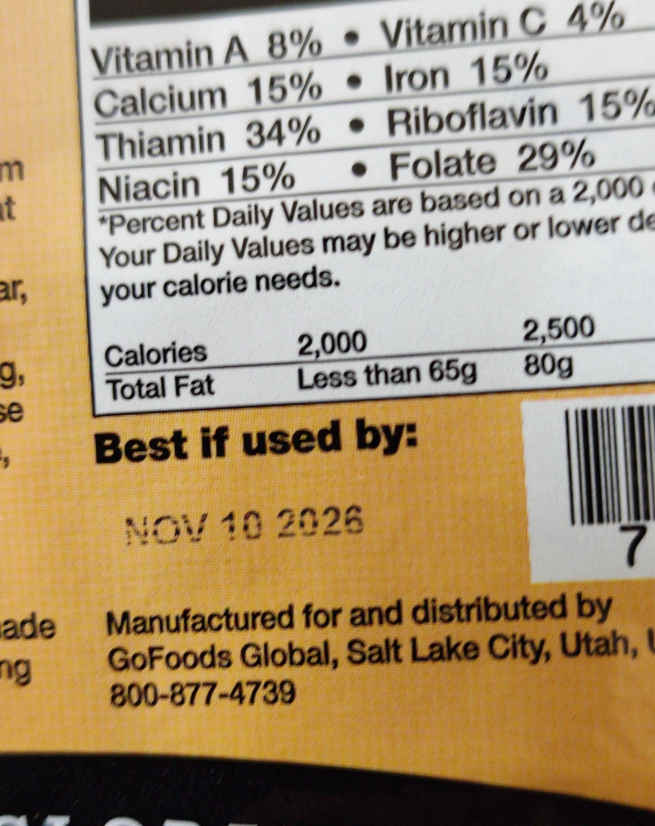 Vitamin A 8% • Vitamin C 4%
Calcium 15% • Iron 15%
Thiamin 34% • Riboflavin 15%
Niacin 15% • Folate 29%
*Percent Daily Values are based on a 2,000
Your Daily Values may be higher or lower de
your calorie needs.
Calories 2,000 2,500
Total Fat Less than 65g 80g
Best if used by:
NOV 10 2026
7
Manufactured for and distributed by
GoFoods Global, Salt Lake City, Utah,
800-877-4739